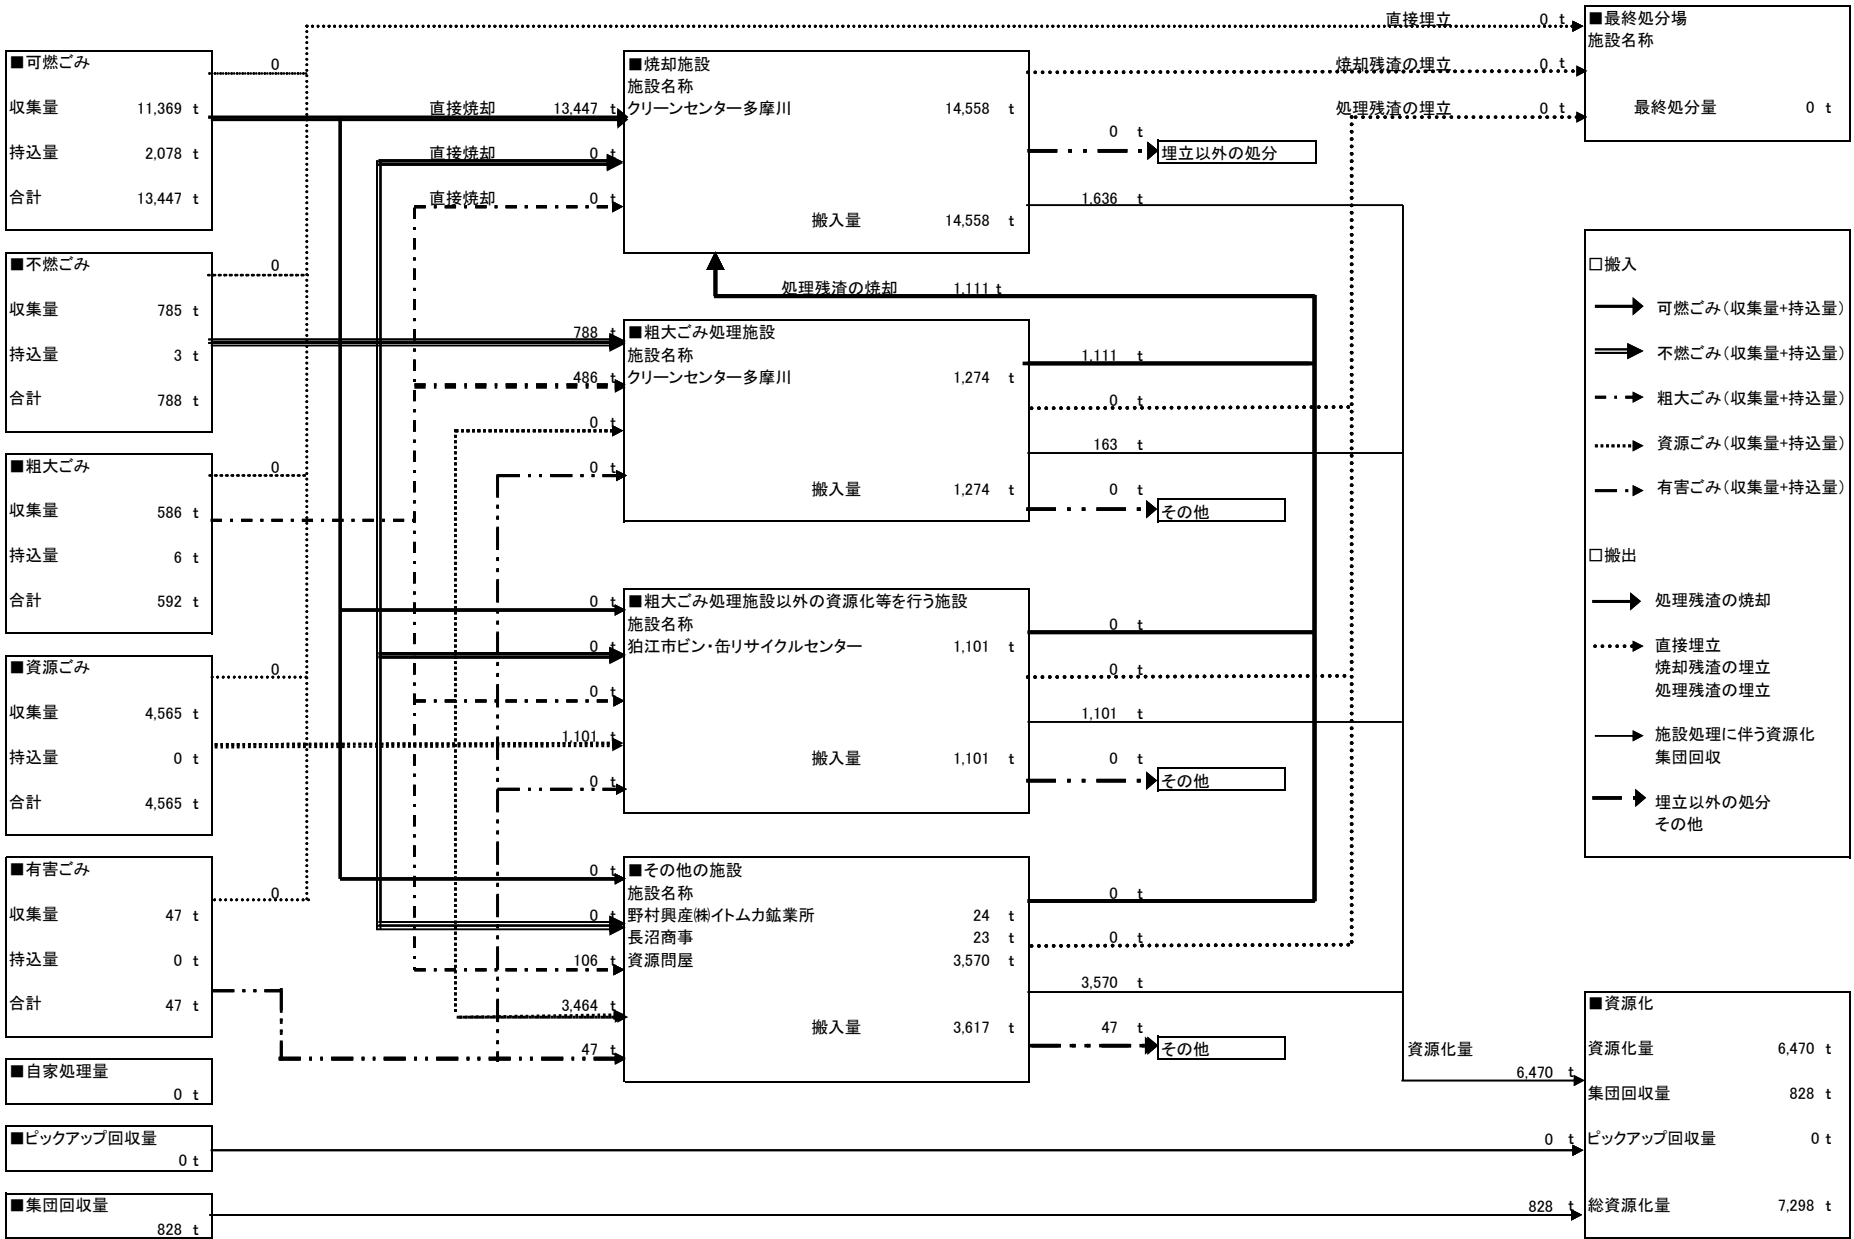 ■可燃ごみ
収集量 11,369 t
持込量 2,078 t
合計 13,447 t
■不燃ごみ
収集量 785 t
持込量 3 t
合計 788 t
■粗大ごみ
収集量 586 t
持込量 6 t
合計 592 t
■資源ごみ
収集量 4,565 t
持込量 0 t
合計 4,565 t
■有害ごみ
収集量 47 t
持込量 0 t
合計 47 t
■自家処理量
0 t
■ピックアップ回収量
0 t
■集団回収量
828 t
0
0
0
0
0
直接焼却 13,447 t
直接焼却 0 t
直接焼却 0 t
■焼却施設
施設名称
クリーンセンター多摩川 14,558 t
搬入量 14,558 t
処理残渣の焼却 1,111 t
788 t
486 t
0 t
0 t
■粗大ごみ処理施設
施設名称
クリーンセンター多摩川 1,274 t
搬入量 1,274 t
0 t
0 t
0 t
1,101 t
0 t
■粗大ごみ処理施設以外の資源化等を行う施設
施設名称
狛江市ビン・缶リサイクルセンター 1,101 t
搬入量 1,101 t
0 t
0 t
106 t
3,464 t
47 t
■その他の施設
施設名称
野村興産㈱イトムカ鉱業所 24 t
長沼商事 23 t
資源問屋 3,570 t
搬入量 3,617 t
直接埋立 0 t
焼却残渣の埋立 0 t
処理残渣の埋立 0 t
0 t
埋立以外の処分
1,636 t
1,111 t
0 t
163 t
0 t
その他
0 t
0 t
1,101 t
0 t
その他
0 t
0 t
3,570 t
47 t
その他
資源化量
6,470 t
0 t
828 t
■最終処分場
施設名称
最終処分量 0 t
□搬入
可燃ごみ(収集量+持込量)
不燃ごみ(収集量+持込量)
粗大ごみ(収集量+持込量)
資源ごみ(収集量+持込量)
有害ごみ(収集量+持込量)
□搬出
処理残渣の焼却
直接埋立
焼却残渣の埋立
処理残渣の埋立
施設処理に伴う資源化
集団回収
埋立以外の処分
その他
■資源化
資源化量 6,470 t
集団回収量 828 t
ピックアップ回収量 0 t
総資源化量 7,298 t